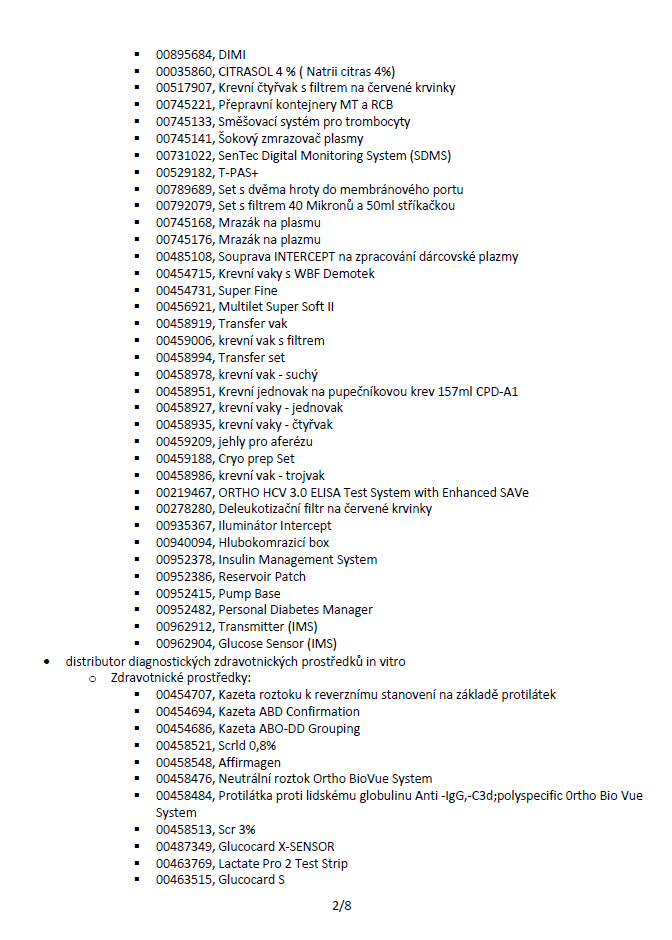 ▪ 00895684, DIMI
▪ 00035860, CITRASOL 4 % ( Natrii citras 4%)
▪ 00517907, Krevní čtyřvak s filtrem na červené krvinky
▪ 00745221, Přepravní kontejnery MT a RCB
▪ 00745133, Směšovací systém pro trombocyty
▪ 00745141, Šokový zmrazovač plasmy
▪ 00731022, SenTec Digital Monitoring System (SDMS)
▪ 00529182, T-PAS+
▪ 00789689, Set s dvěma hroty do membránového portu
▪ 00792079, Set s filtrem 40 Mikronů a 50ml stříkačkou
▪ 00745168, Mrazák na plasmu
▪ 00745176, Mrazák na plazmu
▪ 00485108, Souprava INTERCEPT na zpracování dárcovské plazmy
▪ 00454715, Krevní vaky s WBF Demotek
▪ 00454731, Super Fine
▪ 00456921, Multilet Super Soft II
▪ 00458919, Transfer vak
▪ 00459006, krevní vak s filtrem
▪ 00458994, Transfer set
▪ 00458978, krevní vak - suchý
▪ 00458951, Krevní jednovak na pupečníkovou krev 157ml CPD-A1
▪ 00458927, krevní vaky - jednovak
▪ 00458935, krevní vaky - čtyřvak
▪ 00459209, jehly pro aferézu
▪ 00459188, Cryo prep Set
▪ 00458986, krevní vak - trojvak
▪ 00219467, ORTHO HCV 3.0 ELISA Test System with Enhanced SAVe
▪ 00278280, Deleukotizační filtr na červené krvinky
▪ 00935367, Iluminátor Intercept
▪ 00940094, Hlubokomrazicí box
▪ 00952378, Insulin Management System
▪ 00952386, Reservoir Patch
▪ 00952415, Pump Base
▪ 00952482, Personal Diabetes Manager
▪ 00962912, Transmitter (IMS)
▪ 00962904, Glucose Sensor (IMS)
• distributor diagnostických zdravotnických prostředků in vitro
o Zdravotnické prostředky:
▪ 00454707, Kazeta roztoku k reverznímu stanovení na základě protilátek
▪ 00454694, Kazeta ABD Confirmation
▪ 00454686, Kazeta ABO-DD Grouping
▪ 00458521, Scrld 0,8%
▪ 00458548, Affirmagen
▪ 00458476, Neutrální roztok Ortho BioVue System
▪ 00458484, Protilátka proti lidskému globulinu Anti -IgG,-C3d;polyspecific 0rtho Bio Vue
System
▪ 00458513, Scr 3%
▪ 00487349, Glucocard X-SENSOR
▪ 00463769, Lactate Pro 2 Test Strip
▪ 00463515, Glucocard S
2/8